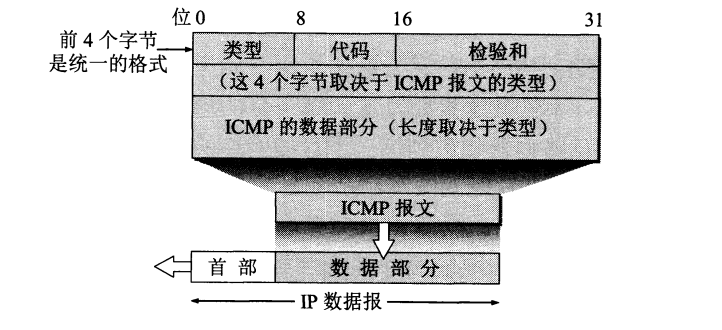 位 0 8 16 31
前 4 个字节
是统一的格式
类型 代码 检验和
(这 4 个字节取决于 ICMP 报文的类型)
ICMP 的数据部分(长度取决于类型)
ICMP 报文
首 部 数 据 部 分
IP 数据报